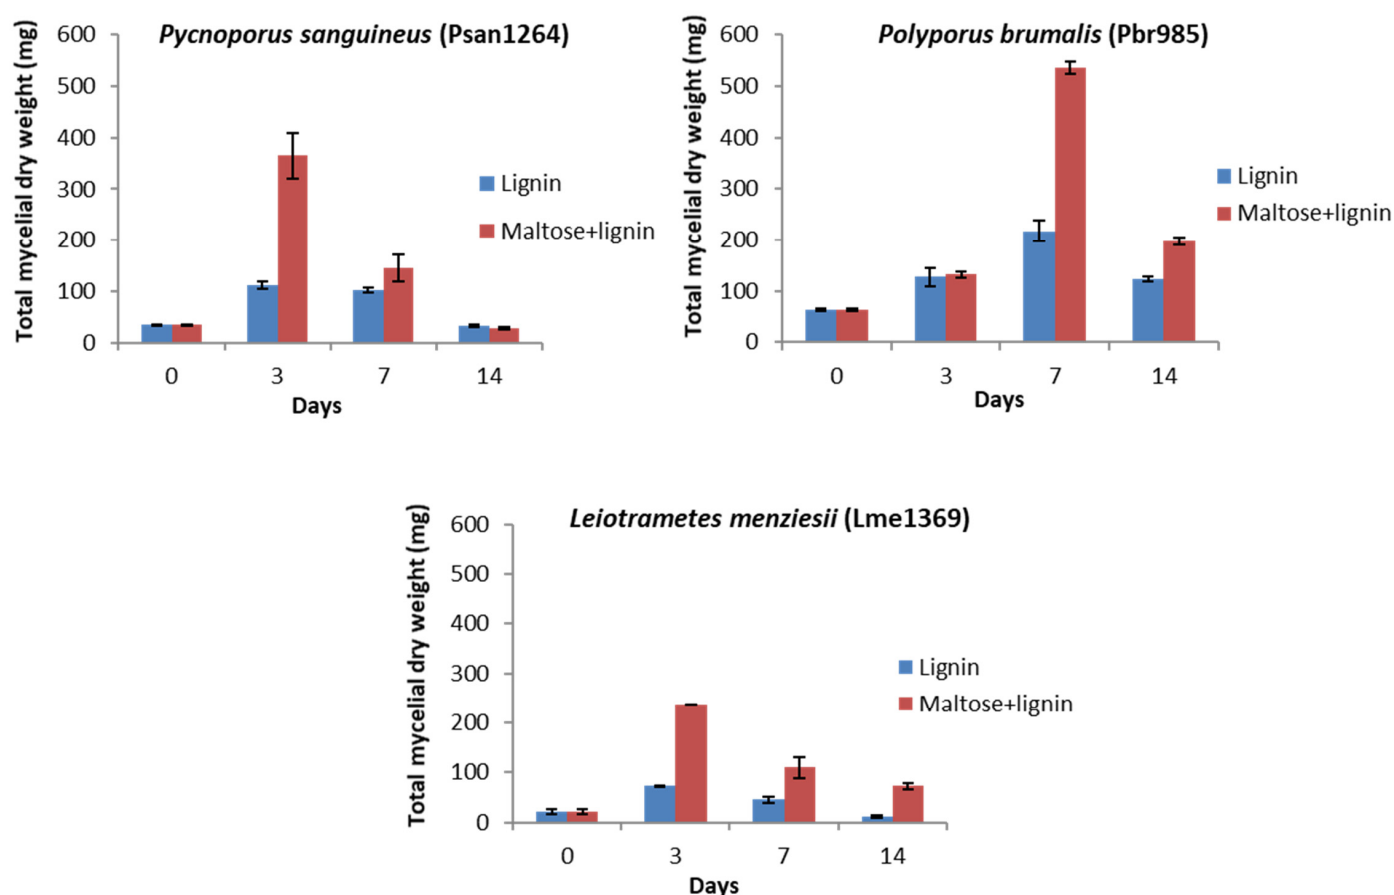 Pycnoporus sanguineus (Psan1264)
Total mycelial dry weight (mg)
600
500
400
300
200
100
0
0 3 7 14
Days
Lignin
Maltose+lignin
Polyporus brumalis (Pbr985)
Total mycelial dry weight (mg)
600
500
400
300
200
100
0
0 3 7 14
Days
Lignin
Maltose+lignin
Leiotrametes menziesii (Lme1369)
Total mycelial dry weight (mg)
600
500
400
300
200
100
0
0 3 7 14
Days
Lignin
Maltose+lignin